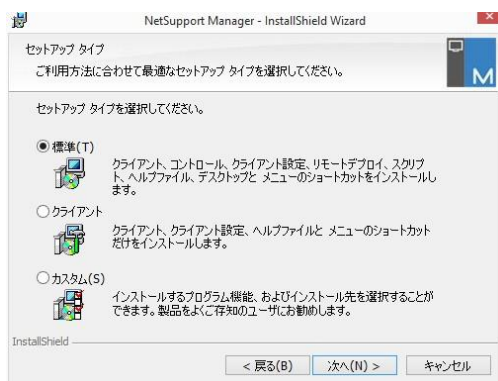 NetSupport Manager - InstallShield Wizard
セットアップ タイプ
ご利用方法に合わせて最適なセットアップ タイプを選択してください。
M
セットアップ タイプを選択してください。
標準(T)
クライアント、コントロール、クライアント設定、リモートデプロイ、スクリプ
ト、ヘルプファイル、デスクトップと メニューのショートカットをインストールし
ます。
クライアント
クライアント、クライアント設定、ヘルプファイルと メニューのショートカット
だけをインストールします。
カスタム(S)
インストールするプログラム機能、およびインストール先を選択することが
できます。製品をよくご存知のユーザにお勧めします。
InstallShield
< 戻る(B) 次へ(N) > キャンセル